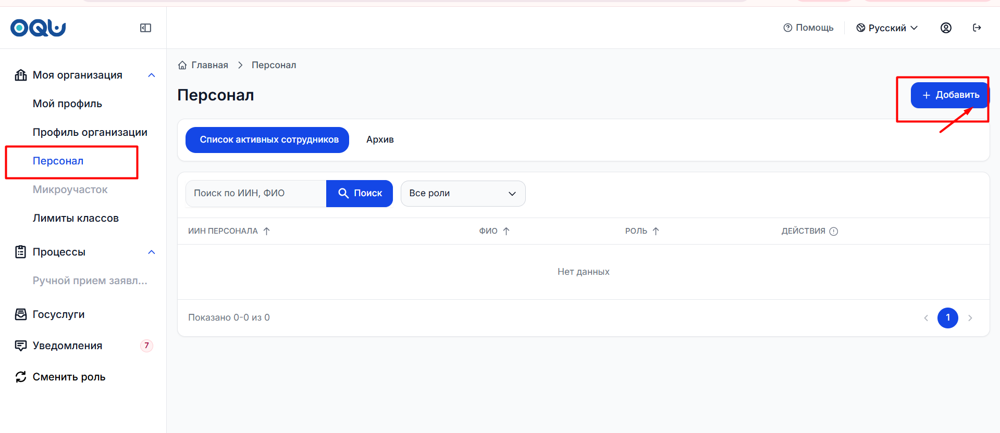 OQU
Помощь
Русский
Моя организация
Мой профиль
Профиль организации
Персонал
Микроучасток
Лимиты классов
Процессы
Ручной прием заявл...
Госуслуги
Уведомления 7
Сменить роль
Главная > Персонал
Персонал
+ Добавить
Список активных сотрудников Архив
Поиск по ИИН, ФИО Поиск Все роли
ИИН ПЕРСОНАЛА ФИО РОЛЬ ДЕЙСТВИЯ
Нет данных
Показано 0-0 из 0
1